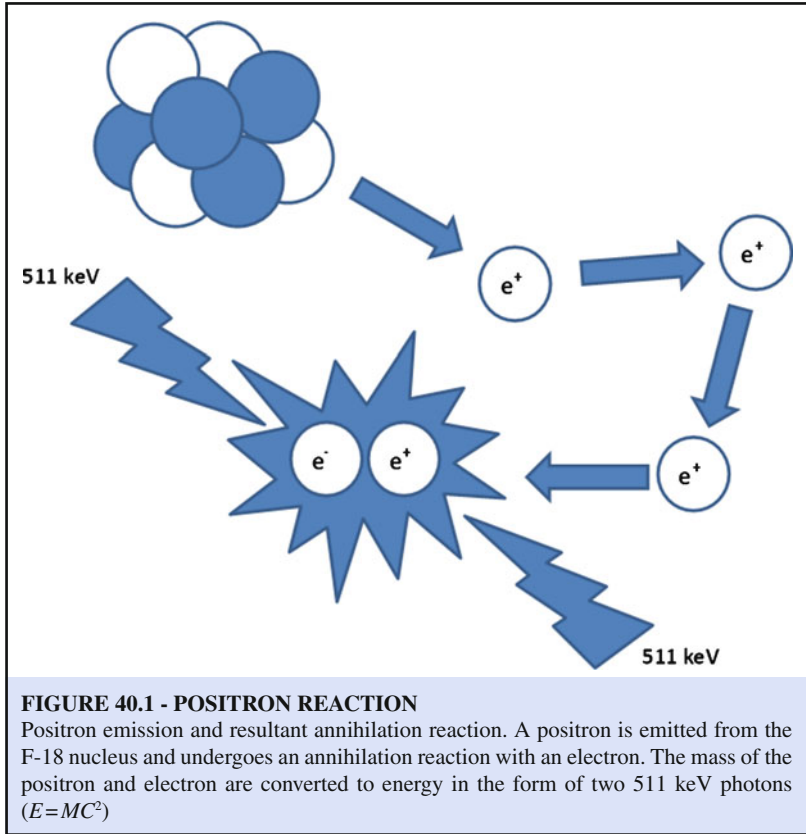 511 keV
e+
e+
e-
e+
e+
511 keV
FIGURE 40.1 - POSITRON REACTION
Positron emission and resultant annihilation reaction. A positron is emitted from the
F-18 nucleus and undergoes an annihilation reaction with an electron. The mass of the
positron and electron are converted to energy in the form of two 511 keV photons
(E=MC²)